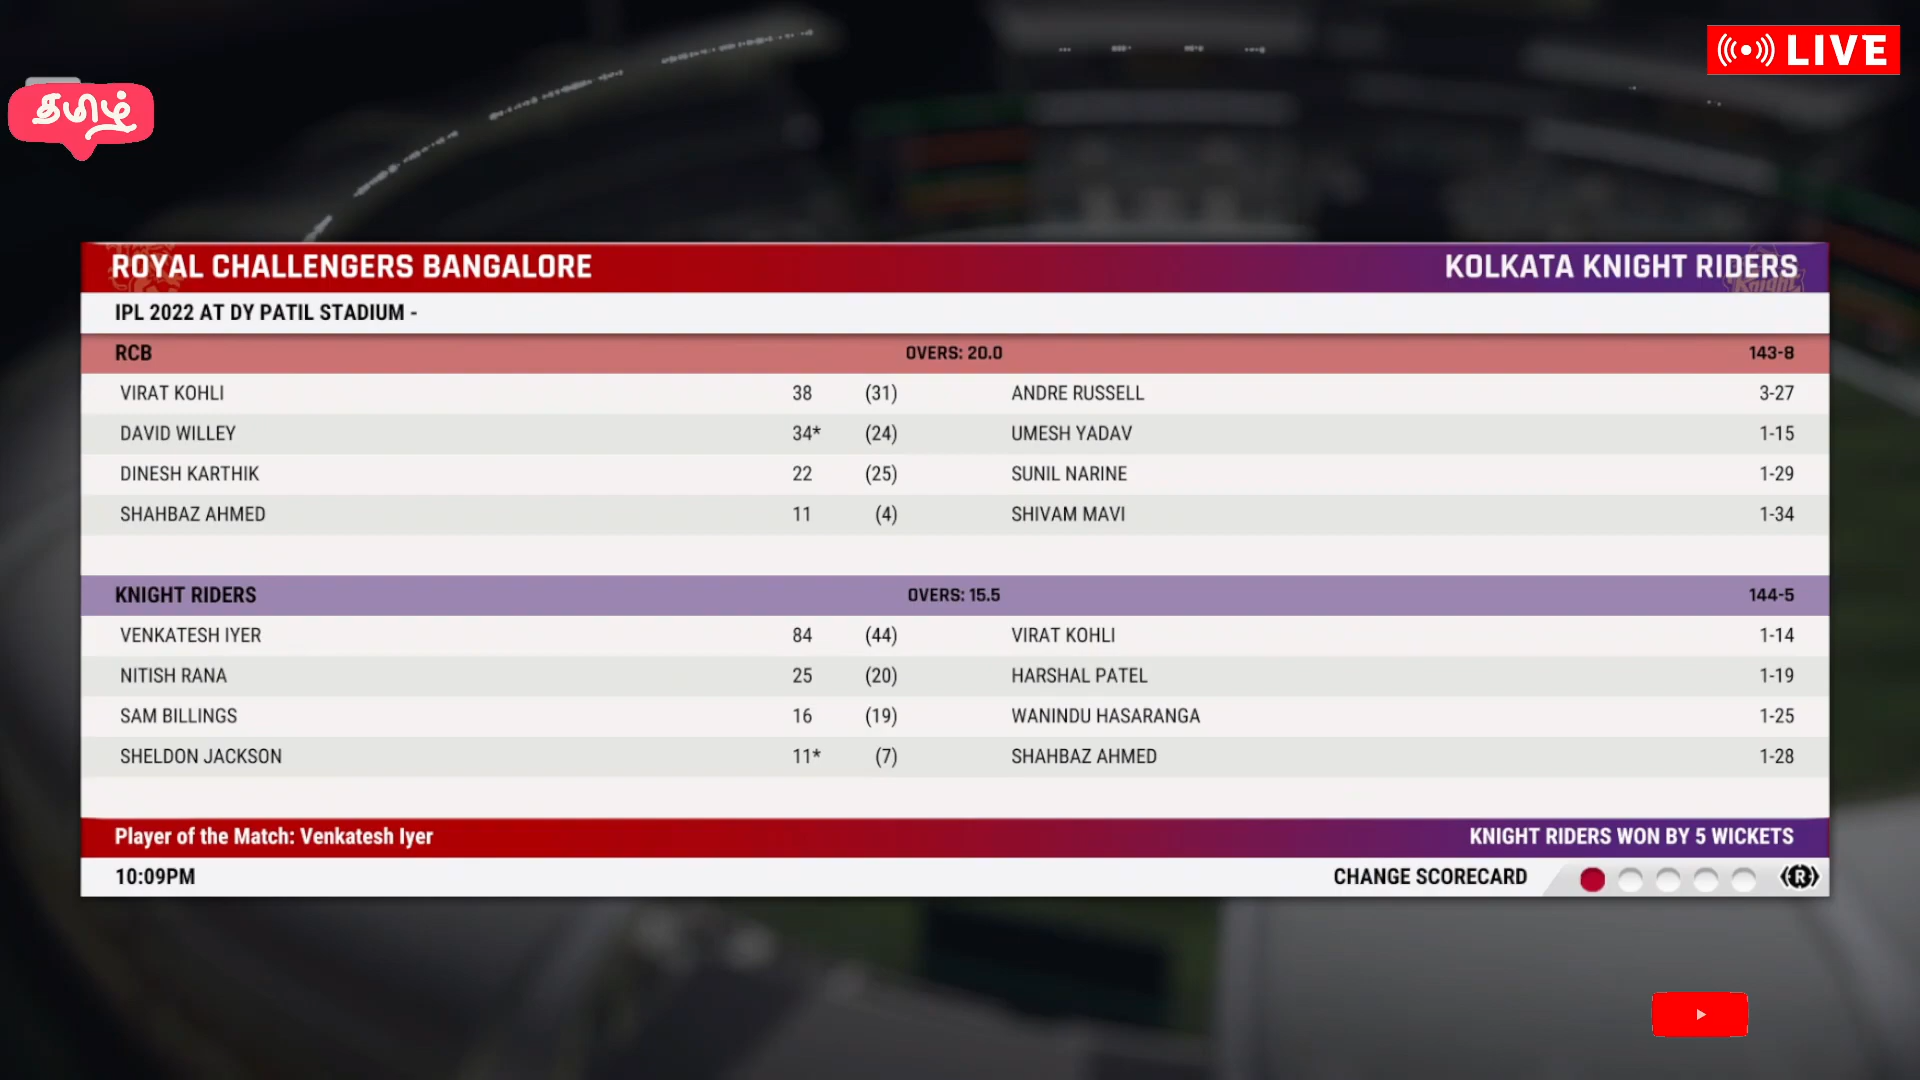 LIVE
தமிழ்
ROYAL CHALLENGERS BANGALORE KOLKATA KNIGHT RIDERS
IPL 2022 AT DY PATIL STADIUM -
RCB OVERS: 20.0 143-8
VIRAT KOHLI 38 (31) ANDRE RUSSELL 3-27
DAVID WILLEY 34* (24) UMESH YADAV 1-15
DINESH KARTHIK 22 (25) SUNIL NARINE 1-29
SHAHBAZ AHMED 11 (4) SHIVAM MAVI 1-34
KNIGHT RIDERS OVERS: 15.5 144-5
VENKATESH IYER 84 (44) VIRAT KOHLI 1-14
NITISH RANA 25 (20) HARSHAL PATEL 1-19
SAM BILLINGS 16 (19) WANINDU HASARANGA 1-25
SHELDON JACKSON 11* (7) SHAHBAZ AHMED 1-28
Player of the Match: Venkatesh Iyer KNIGHT RIDERS WON BY 5 WICKETS
10:09PM CHANGE SCORECARD R